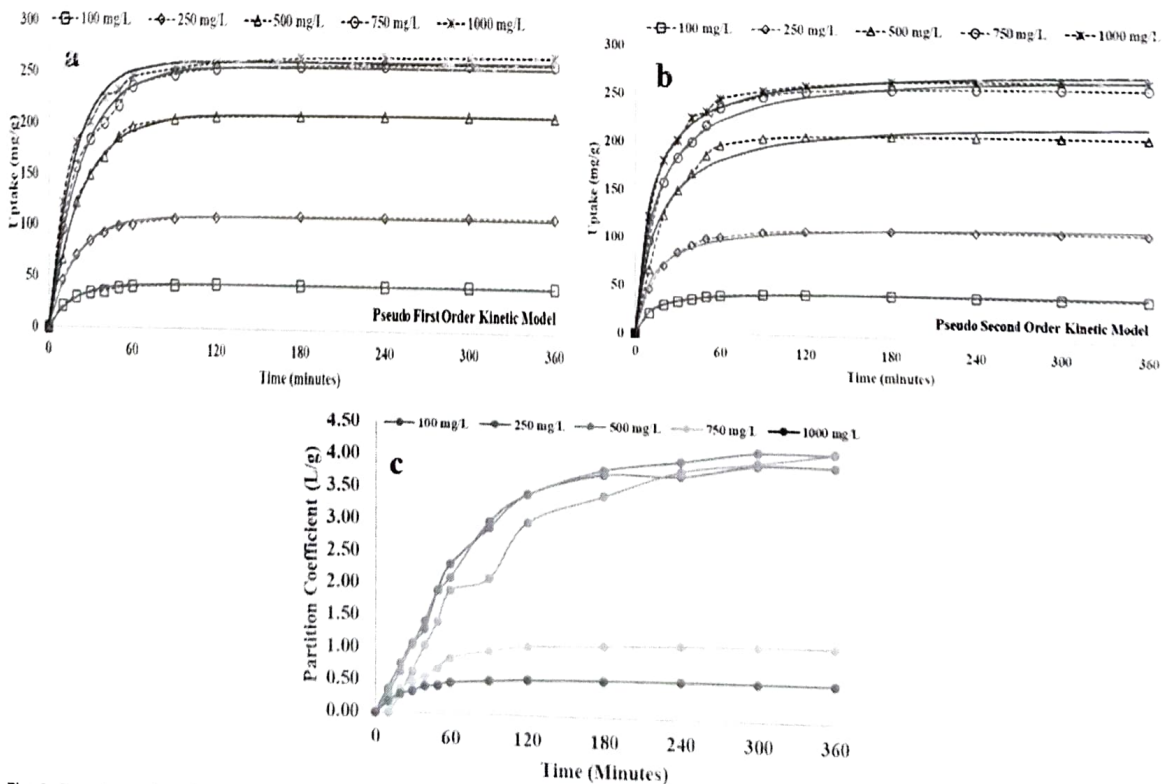 300 -100 mg/L -250 mg/L -500 mg/L -750 mg/L -1000 mg/L
a
250
200
150
100
50
0
Uptake (mg/g)
Pseudo First Order Kinetic Model
0 60 120 180 240 300 360
Time (minutes)
-100 mg/L -250 mg/L -500 mg/L -750 mg/L -1000 mg/L
300
b
250
200
150
100
50
0
Uptake (mg/g)
Pseudo Second Order Kinetic Model
0 60 120 180 240 300 360
Time (minutes)
4.50 100 mg/L 250 mg/L 500 mg/L 750 mg/L 1000 mg/L
4.00
c
3.50
3.00
2.50
2.00
1.50
1.00
0.50
0.00
Partition Coefficient (L/g)
0 60 120 180 240 300 360
Time (Minutes)